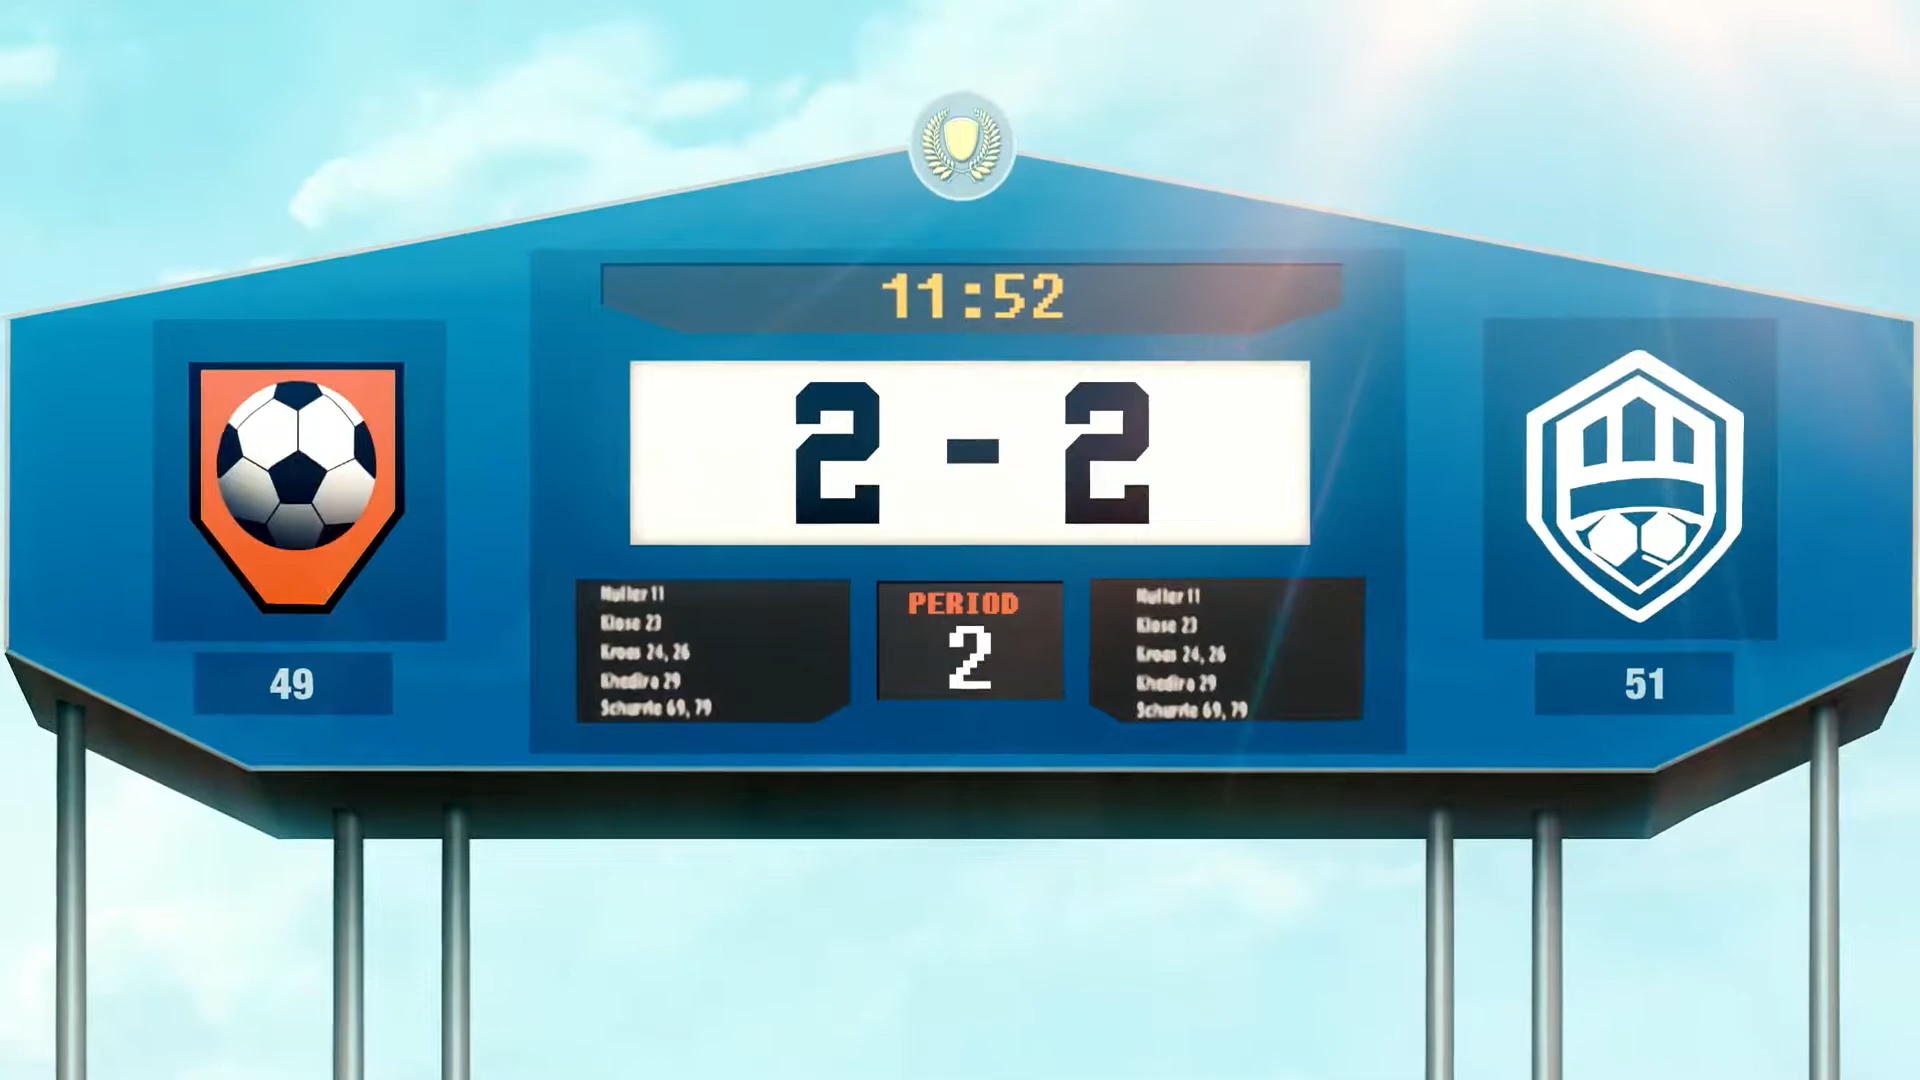 11:52
2 - 2
Muller 11
Klose 23
Kroos 24, 26
Khedira 29
Schurrle 69, 79
PERIOD
2
Muller 11
Klose 23
Kroos 24, 26
Khedira 29
Schurrle 69, 79
49
51